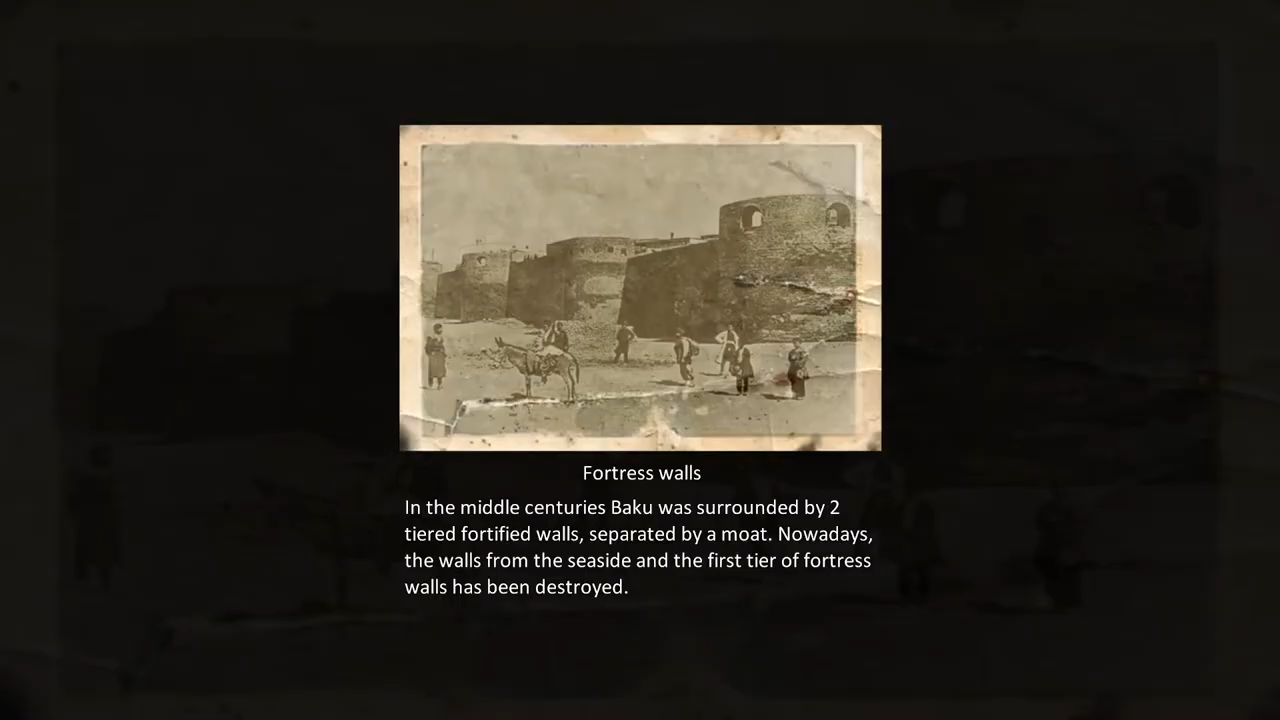 Fortress walls
In the middle centuries Baku was surrounded by 2
tiered fortified walls, separated by a moat. Nowadays,
the walls from the seaside and the first tier of fortress
walls has been destroyed.